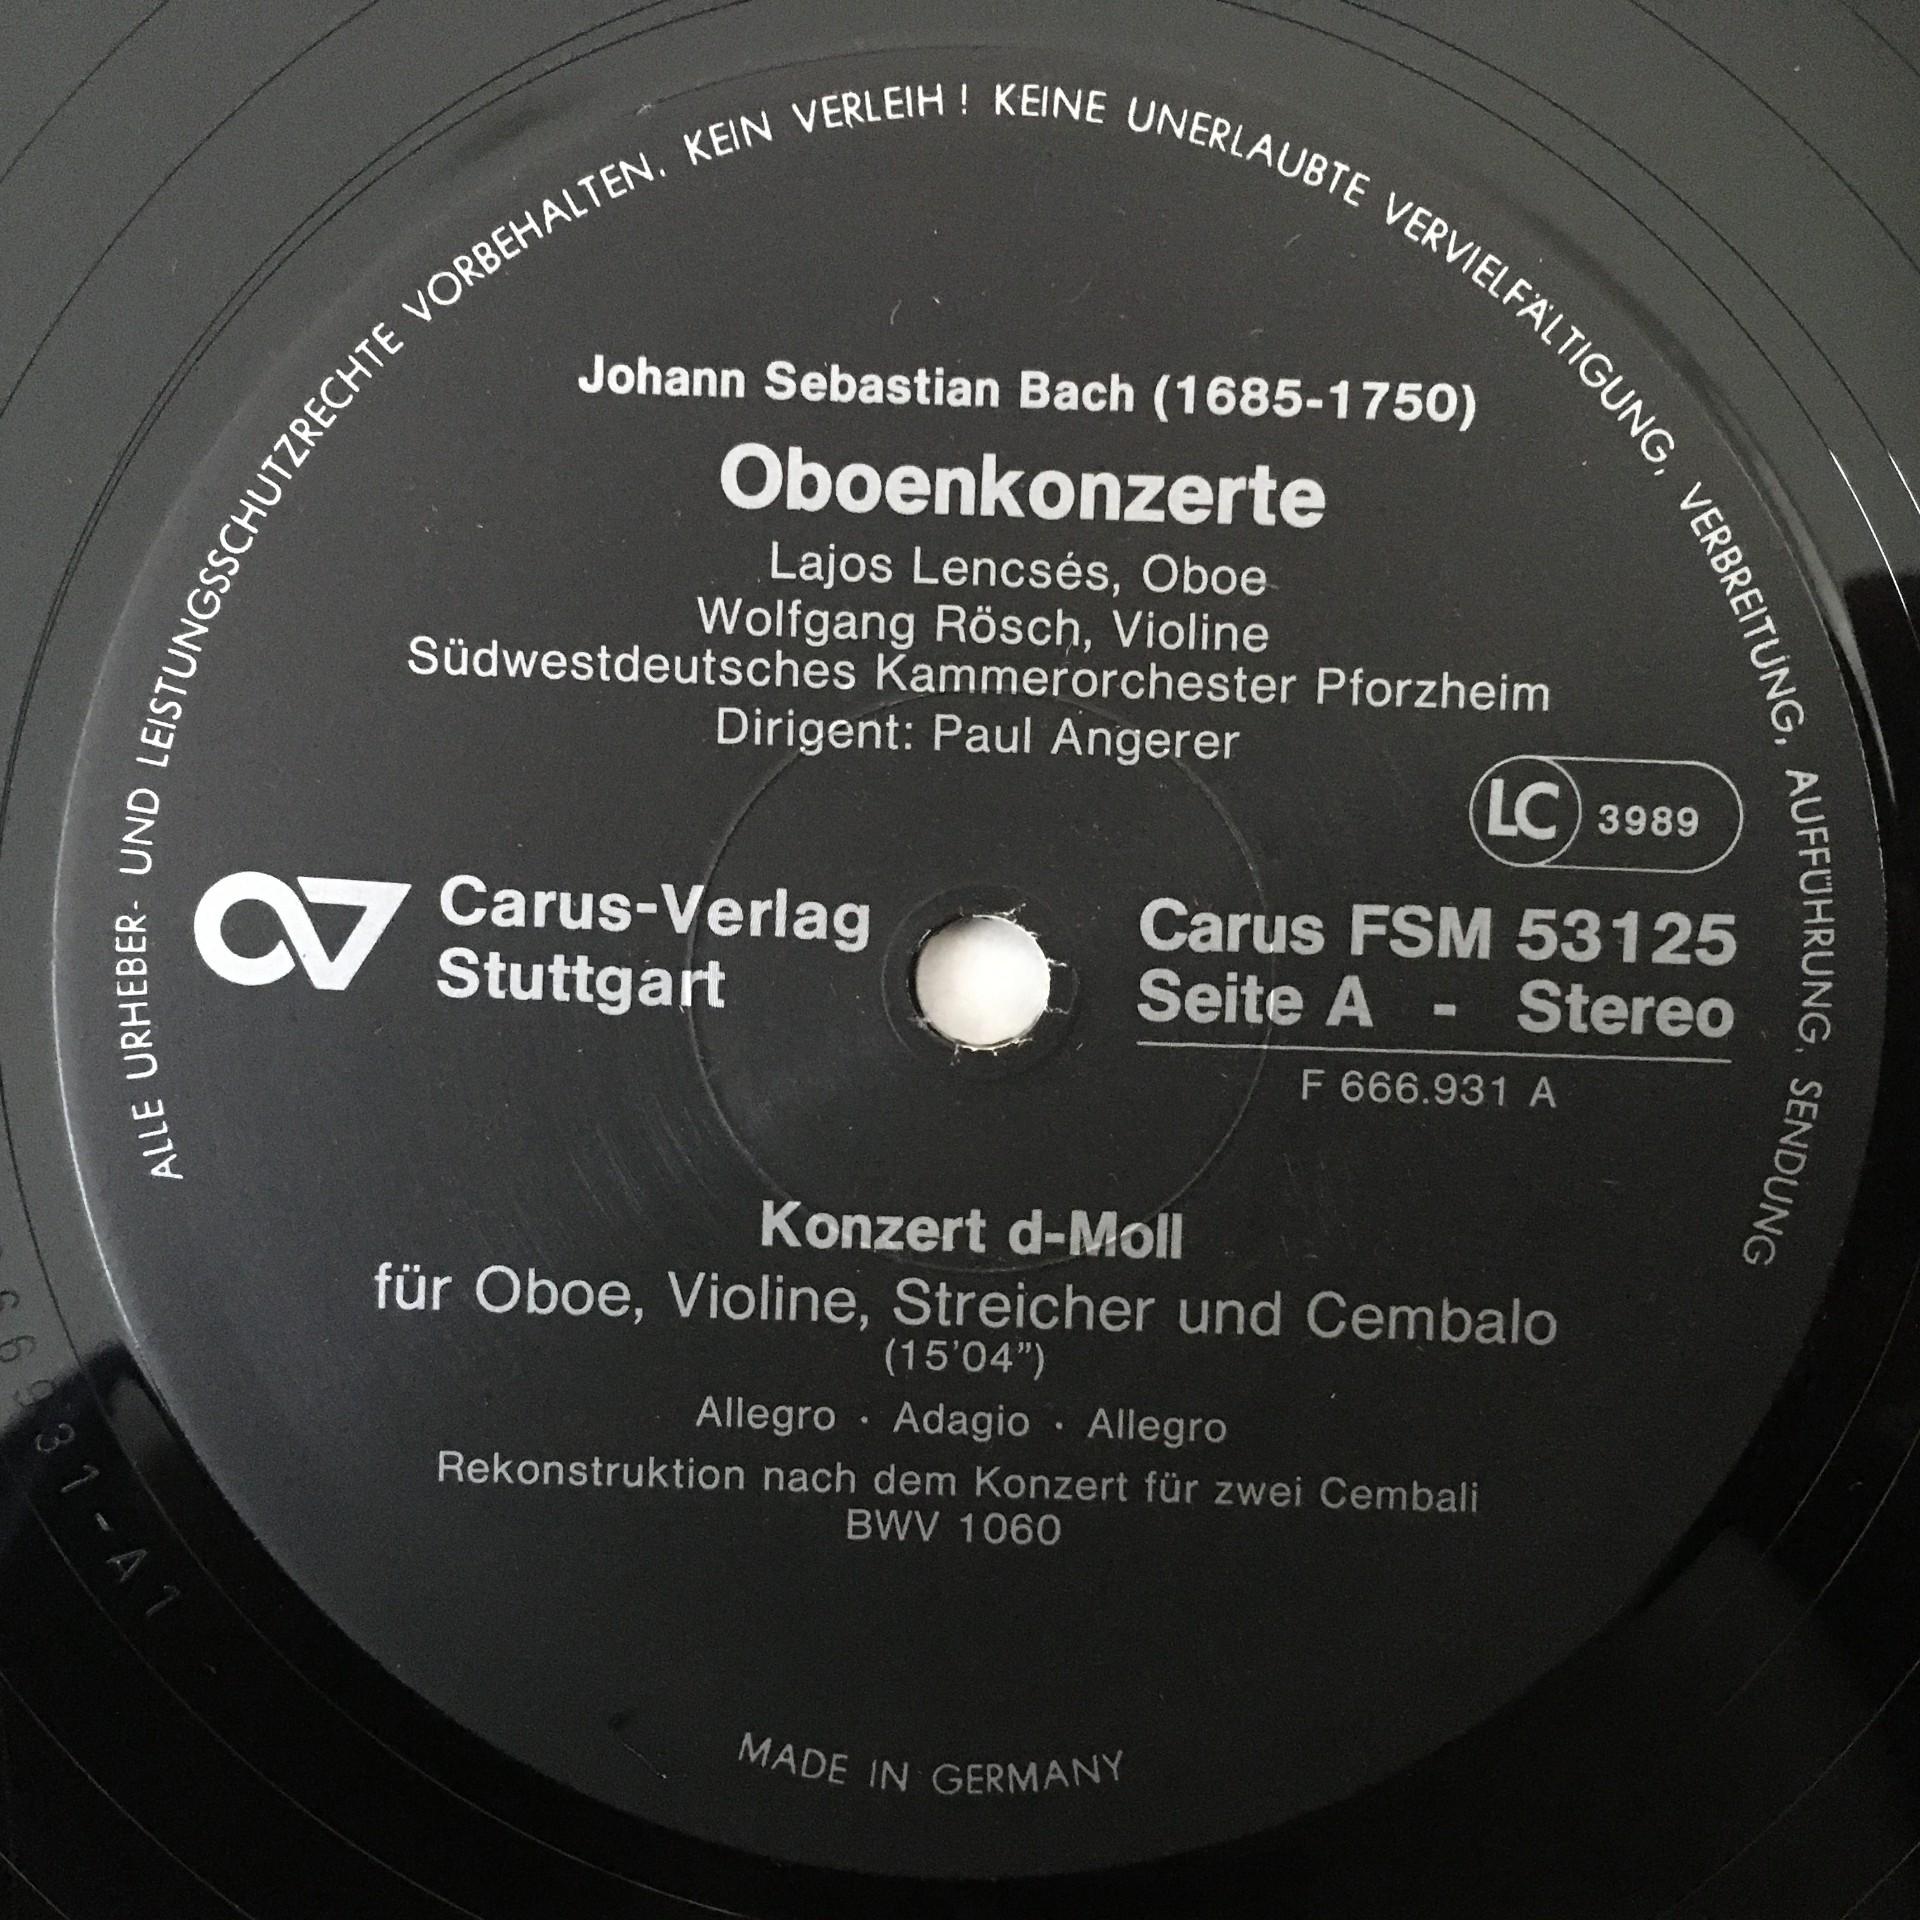 ALLE URHEBER- UND LEISTUNGSSCHUTZRECHTE VORBEHALTEN. KEIN VERLEIH! KEINE UNERLAUBTE VERVIELFÄLTIGUNG, VERBREITUNG, AUFFÜHRUNG, SENDUNG
Johann Sebastian Bach (1685-1750)
Oboenkonzerte
Lajos Lencsés, Oboe
Wolfgang Rösch, Violine
Südwestdeutsches Kammerorchester Pforzheim
Dirigent: Paul Angerer
LC 3989
Carus-Verlag
Stuttgart
Carus FSM 53125
Seite A - Stereo
F 666.931 A
Konzert d-Moll
für Oboe, Violine, Streicher und Cembalo
(15'04")
Allegro · Adagio · Allegro
Rekonstruktion nach dem Konzert für zwei Cembali
BWV 1060
MADE IN GERMANY
66931-A1